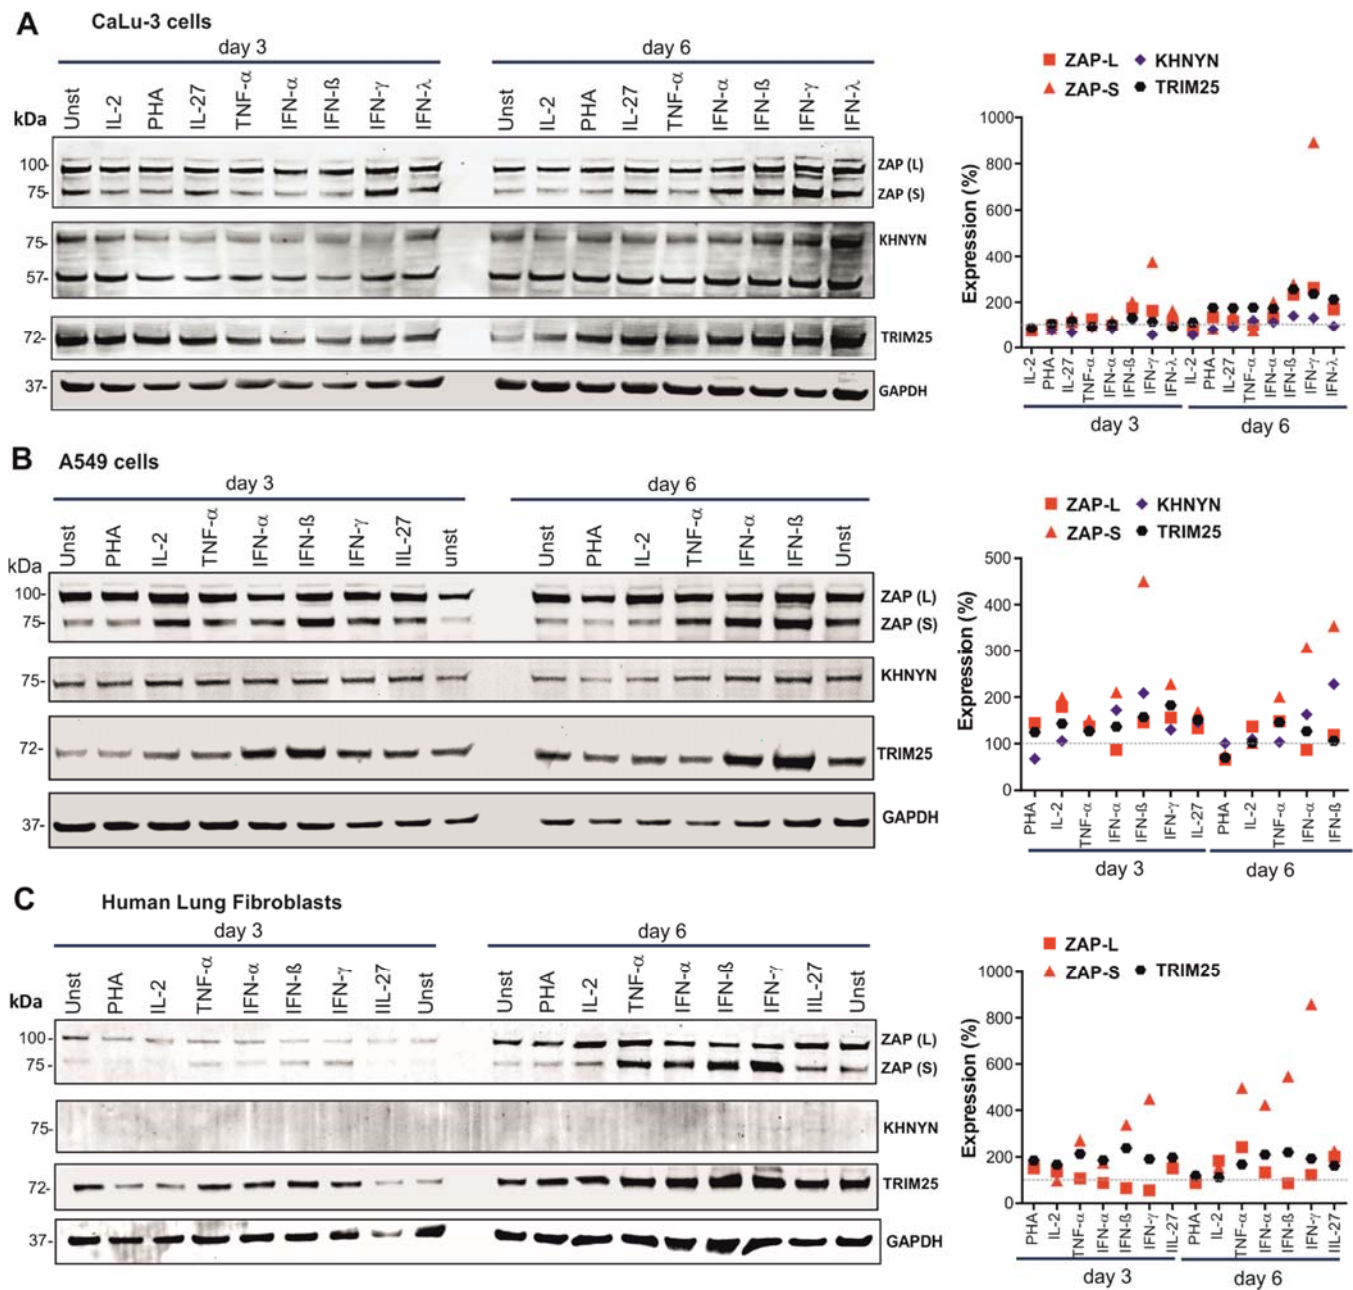 A
CaLu-3 cells
day 3
day 6
kDa
Unst
IL-2
PHA
IL-27
TNF-α
IFN-α
IFN-ß
IFN-γ
IFN-λ
Unst
IL-2
PHA
IL-27
TNF-α
IFN-α
IFN-ß
IFN-γ
IFN-λ
100-
75-
ZAP (L)
ZAP (S)
75-
57-
KHNYN
72-
TRIM25
37-
GAPDH
ZAP-L
KHNYN
ZAP-S
TRIM25
Expression (%)
1000
800
600
400
200
0
IL-2
PHA
IL-27
TNF-α
IFN-α
IFN-ß
IFN-γ
IFN-λ
IL-2
PHA
IL-27
TNF-α
IFN-α
IFN-ß
IFN-γ
IFN-λ
day 3
day 6
B
A549 cells
day 3
day 6
kDa
Unst
PHA
IL-2
TNF-α
IFN-α
IFN-ß
IFN-γ
IIL-27
unst
Unst
PHA
IL-2
TNF-α
IFN-α
IFN-ß
Unst
100-
75-
ZAP (L)
ZAP (S)
75-
KHNYN
72-
TRIM25
37-
GAPDH
ZAP-L
KHNYN
ZAP-S
TRIM25
Expression (%)
500
400
300
200
100
0
PHA
IL-2
TNF-α
IFN-α
IFN-ß
IFN-γ
IL-27
PHA
IL-2
TNF-α
IFN-α
IFN-ß
day 3
day 6
C
Human Lung Fibroblasts
day 3
day 6
kDa
Unst
PHA
IL-2
TNF-α
IFN-α
IFN-ß
IFN-γ
IIL-27
Unst
Unst
PHA
IL-2
TNF-α
IFN-α
IFN-ß
IFN-γ
IIL-27
Unst
100-
75-
ZAP (L)
ZAP (S)
75-
KHNYN
72-
TRIM25
37-
GAPDH
ZAP-L
ZAP-S
TRIM25
Expression (%)
1000
800
600
400
200
0
PHA
IL-2
TNF-α
IFN-α
IFN-ß
IFN-γ
IIL-27
PHA
IL-2
TNF-α
IFN-α
IFN-ß
IFN-γ
IIL-27
day 3
day 6